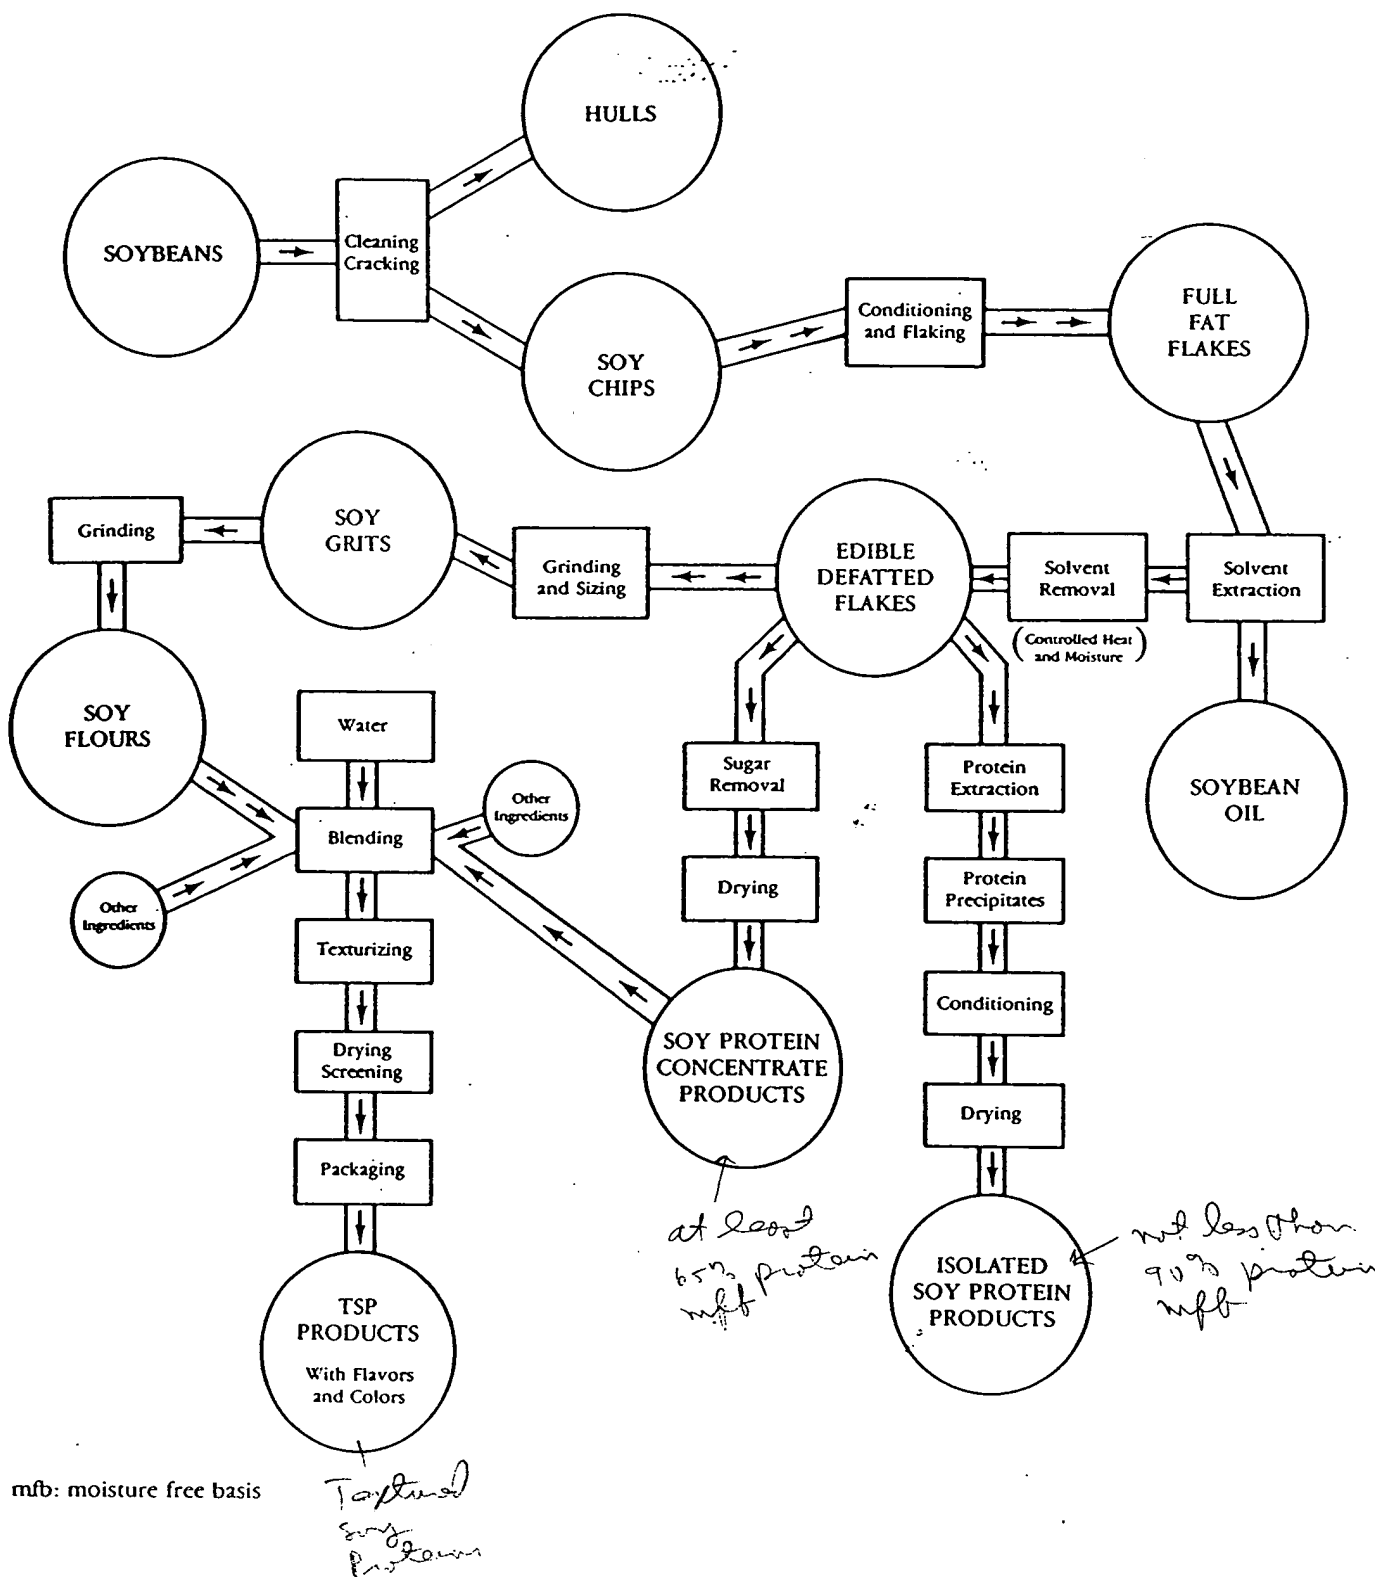 HULLS
SOYBEANS
Cleaning
Cracking
SOY
CHIPS
Conditioning
and Flaking
FULL
FAT
FLAKES
Grinding
SOY
GRITS
Grinding
and Sizing
EDIBLE
DEFATTED
FLAKES
Solvent
Removal
(Controlled Heat
and Moisture)
Solvent
Extraction
SOY
FLOURS
Water
Other
Ingredients
Blending
Other
Ingredients
Sugar
Removal
Protein
Extraction
SOYBEAN
OIL
Drying
Protein
Precipitates
Texturizing
Conditioning
Drying
Screening
SOY PROTEIN
CONCENTRATE
PRODUCTS
Drying
Packaging
at least
65% protein
mfb
ISOLATED
SOY PROTEIN
PRODUCTS
not less than
90% protein
mfb
TSP
PRODUCTS
With Flavors
and Colors
mfb: moisture free basis
Textured
Soy
Protein